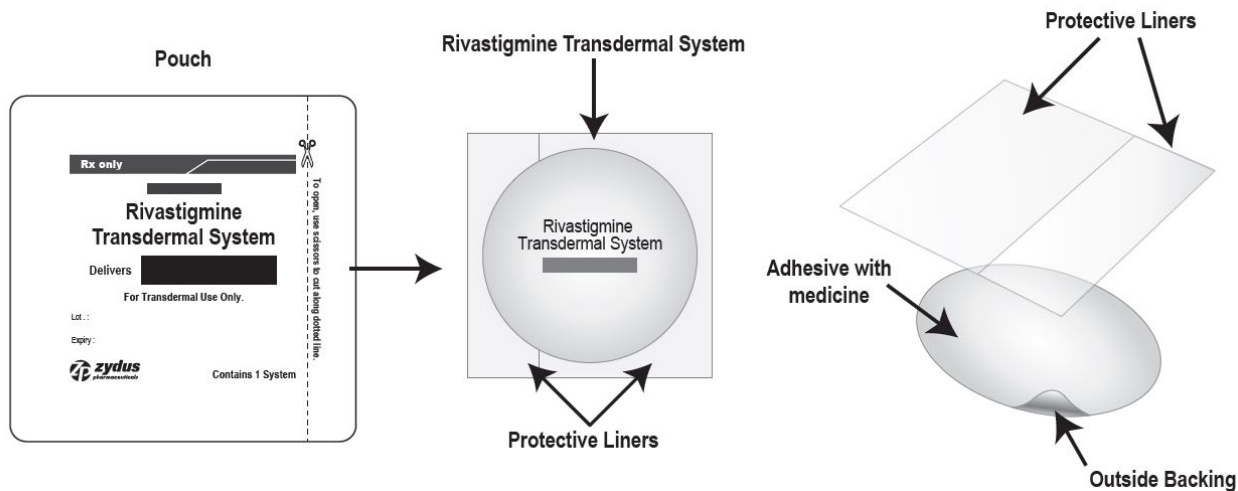 Pouch
Rx only
Rivastigmine
Transdermal System
Delivers
For Transdermal Use Only.
Lot . :
Expiry :
zydus
pharmaceuticals
Contains 1 System
To open, use scissors to cut along dotted line.
Rivastigmine Transdermal System
Rivastigmine
Transdermal System
Protective Liners
Protective Liners
Adhesive with
medicine
Outside Backing